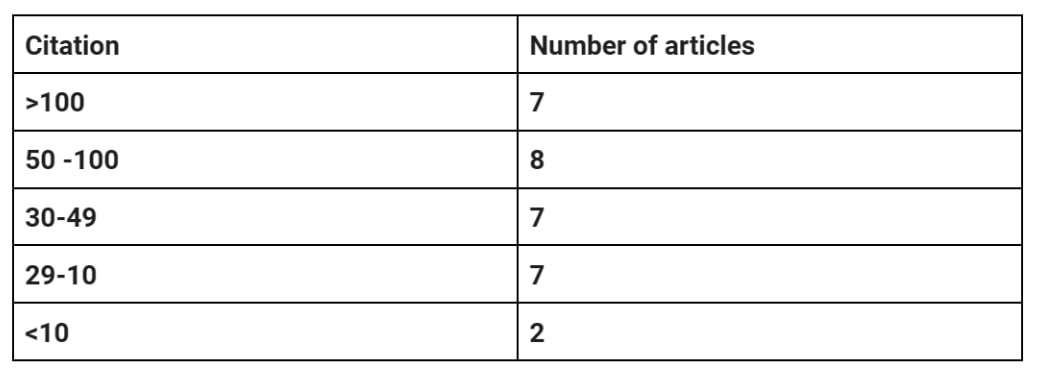 Citation Number of articles
>100 7
50 -100 8
30-49 7
29-10 7
<10 2